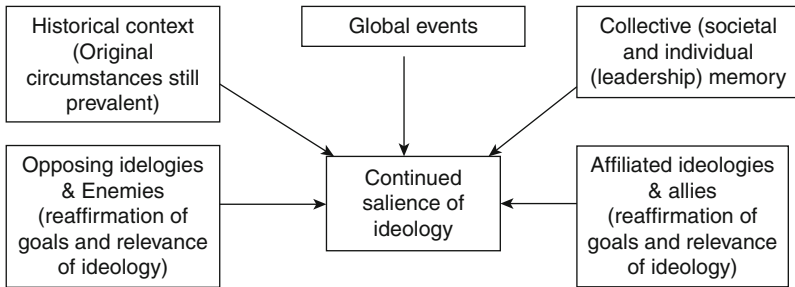 Historical context
(Original
circumstances still
prevalent)
Global events
Collective (societal
and individual
(leadership) memory
Opposing idelogies
& Enemies
(reaffirmation of
goals and relevance
of ideology)
Continued
salience of
ideology
Affiliated ideologies
& allies
(reaffirmation of
goals and relevance
of ideology)